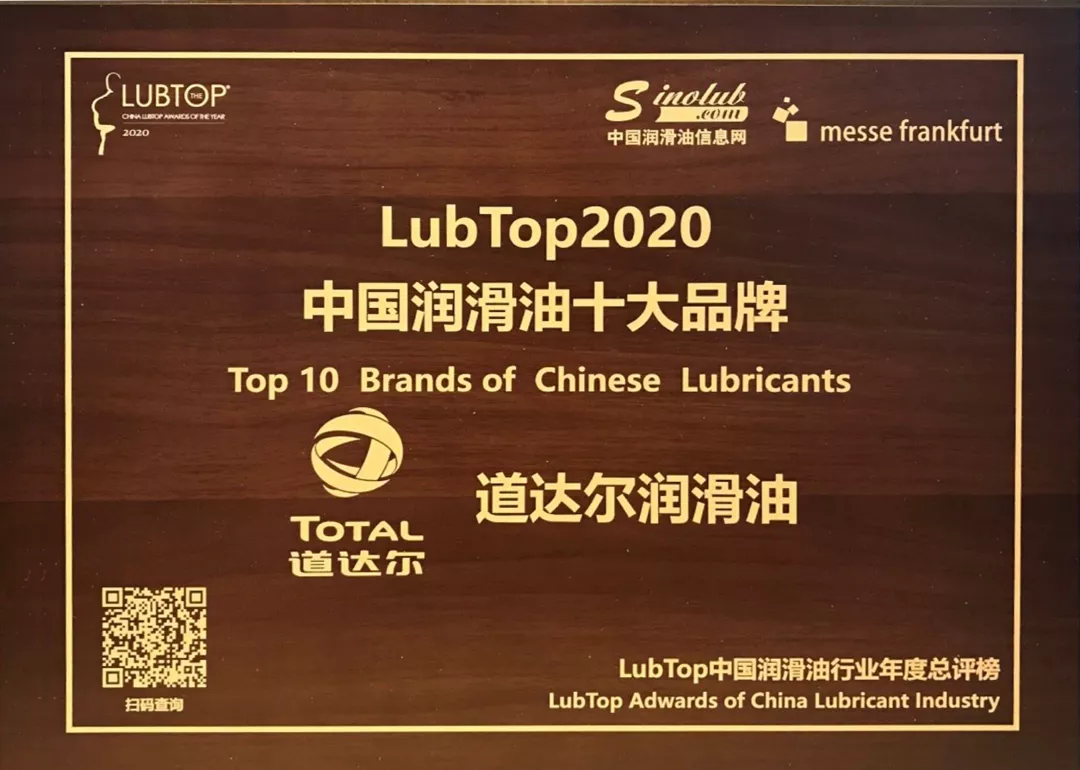 LUBTOP®
THE
CHINA LUBTOP AWARDS OF THE YEAR
2020
Sinolub
.com
中国润滑油信息网
messe frankfurt
LubTop2020
中国润滑油十大品牌
Top 10 Brands of Chinese Lubricants
TOTAL
道达尔
道达尔润滑油
扫码查询
LubTop中国润滑油行业年度总评榜
LubTop Adwards of China Lubricant Industry